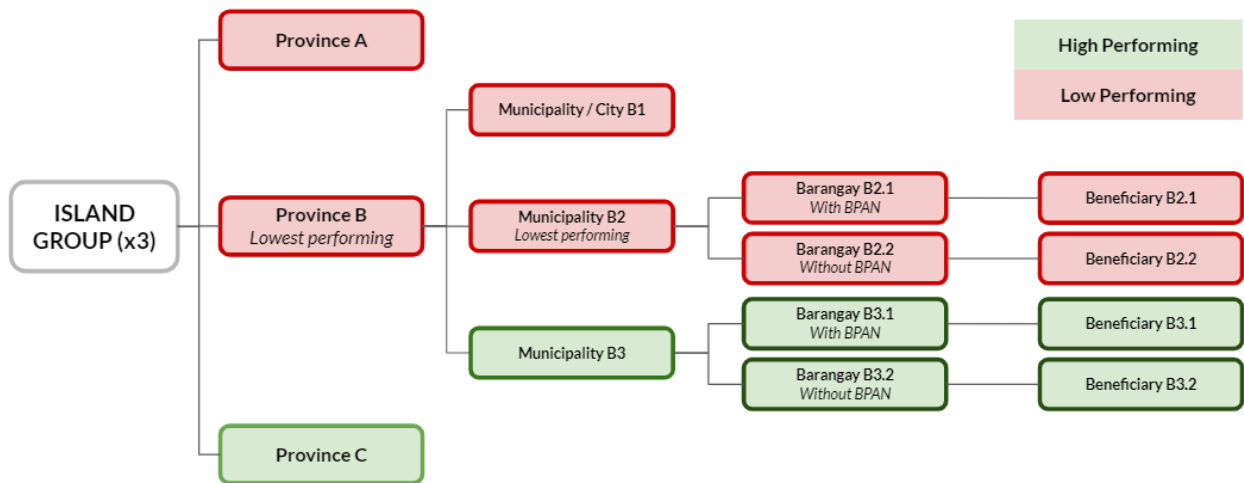 Province A
High Performing
Low Performing
Municipality / City B1
ISLAND
GROUP (x3)
Province B
Lowest performing
Municipality B2
Lowest performing
Barangay B2.1
With BPAN
Beneficiary B2.1
Barangay B2.2
Without BPAN
Beneficiary B2.2
Municipality B3
Barangay B3.1
With BPAN
Beneficiary B3.1
Barangay B3.2
Without BPAN
Beneficiary B3.2
Province C